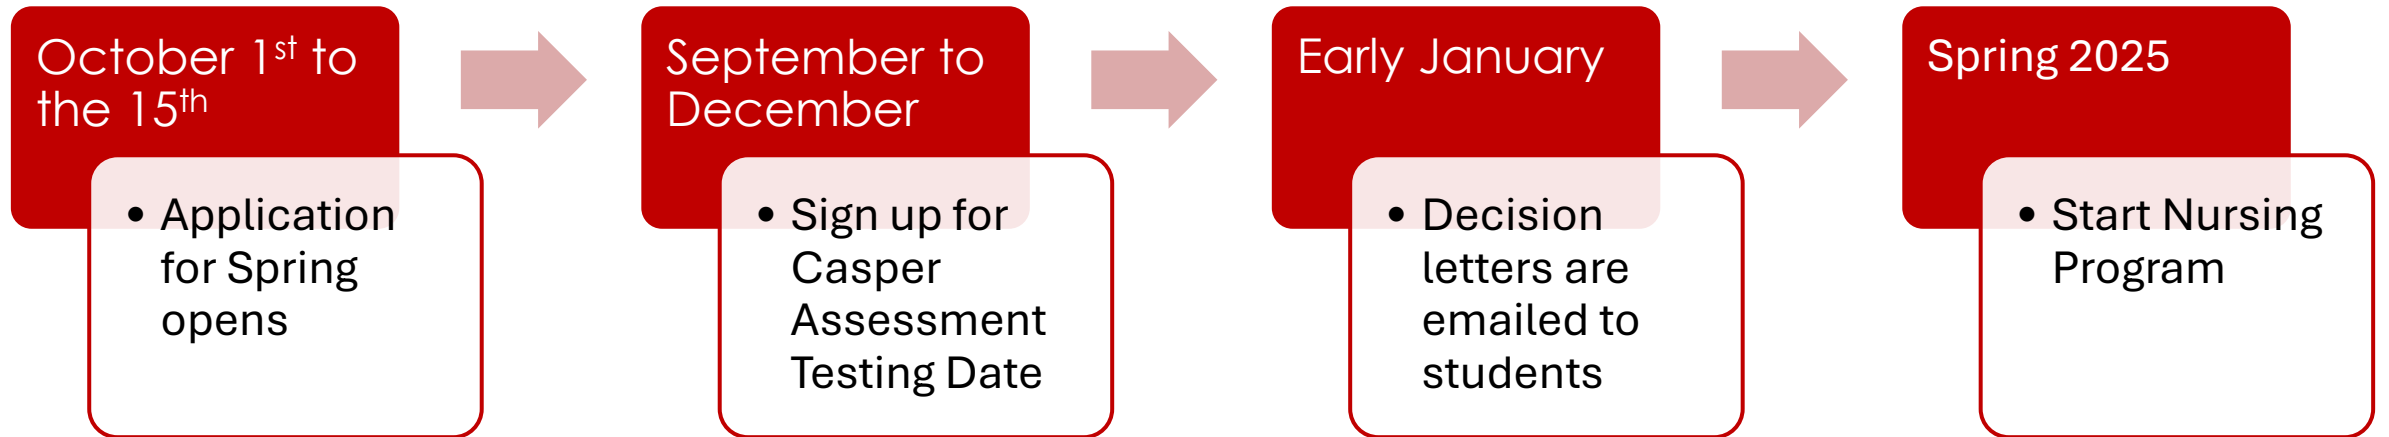 October 1st to
the 15th
• Application
for Spring
opens
September to
December
• Sign up for
Casper
Assessment
Testing Date
Early January
• Decision
letters are
emailed to
students
Spring 2025
• Start Nursing
Program